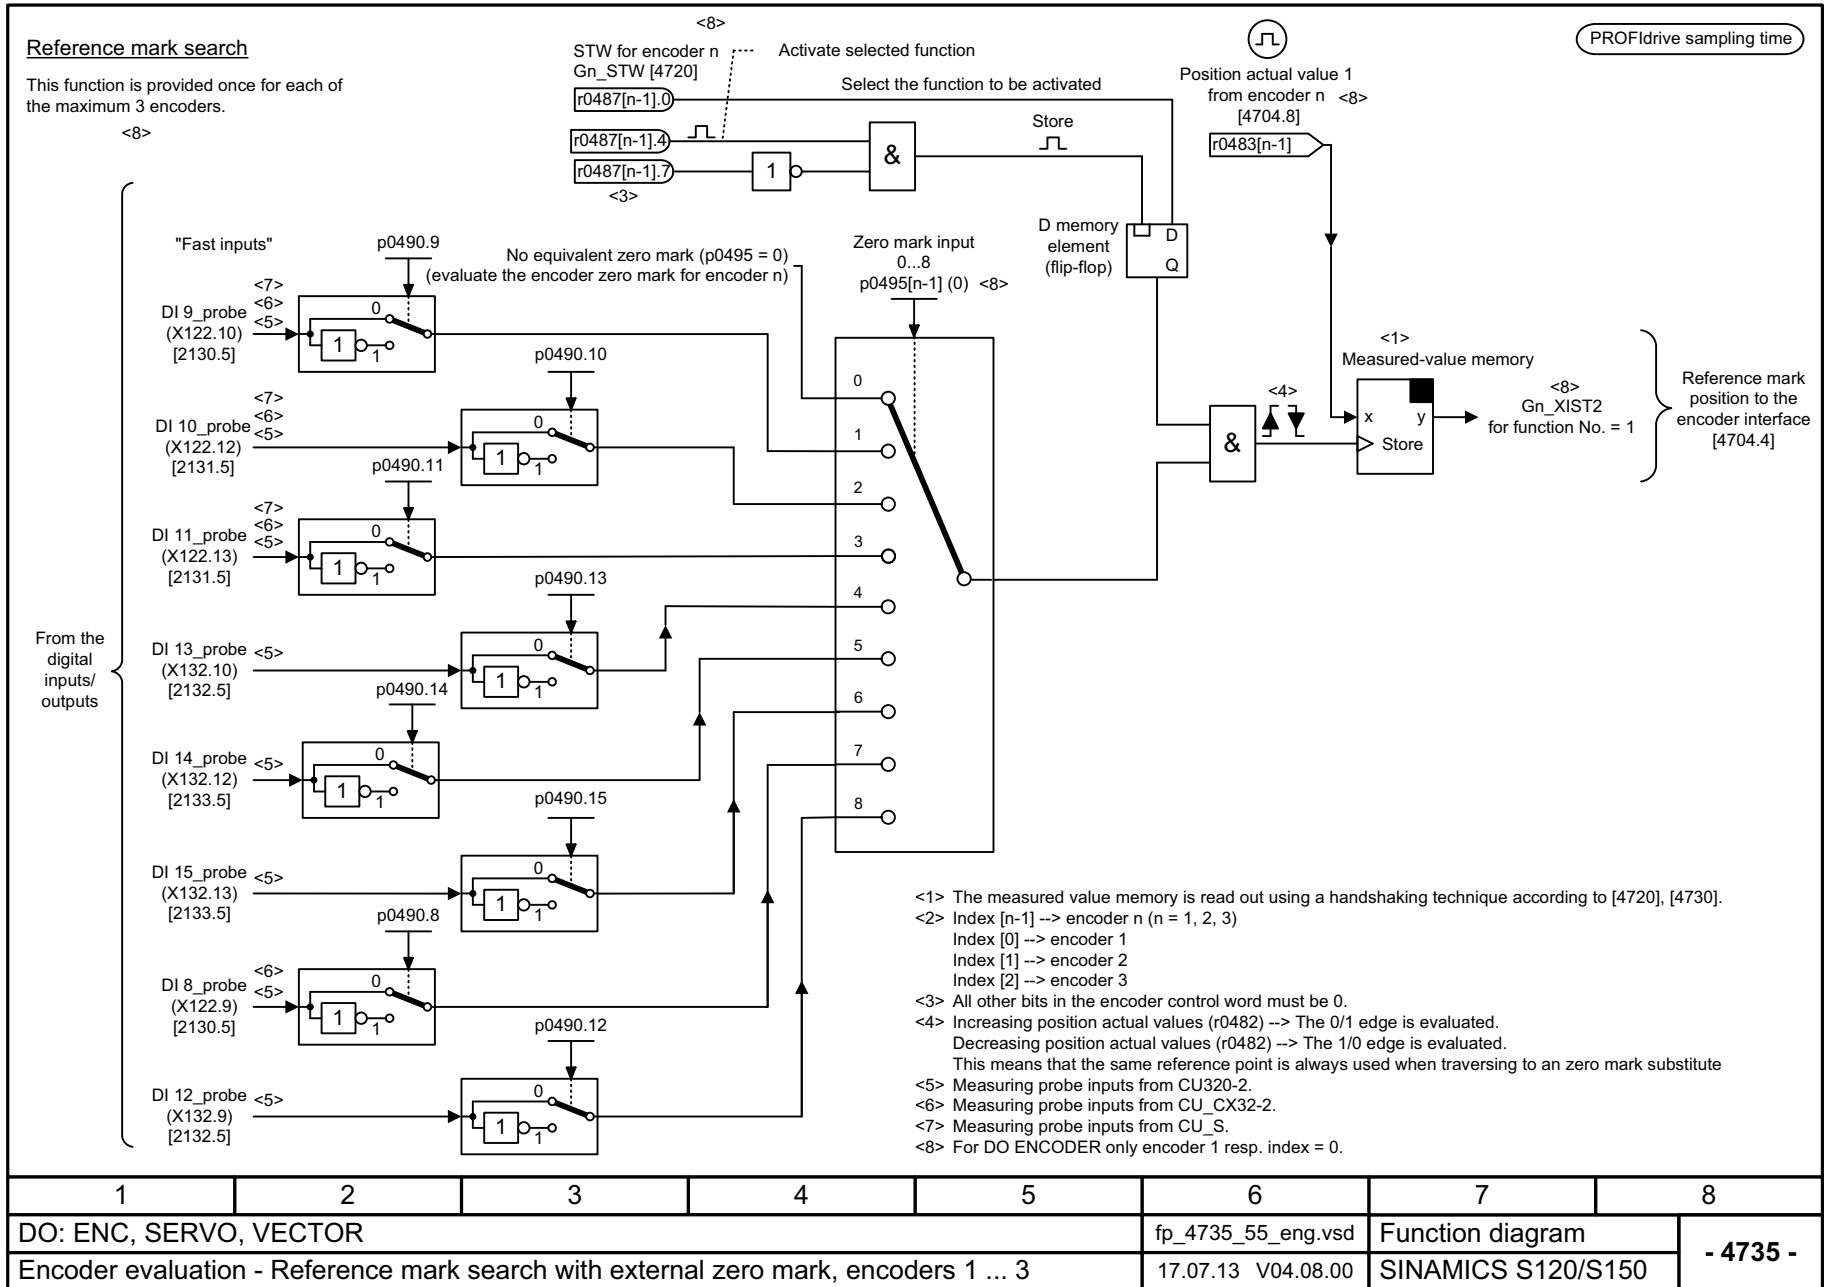 Reference mark search
This function is provided once for each of
the maximum 3 encoders.
<8>
<8>
STW for encoder n
Gn_STW [4720]
Activate selected function
r0487[n-1].0
Select the function to be activated
r0487[n-1].4
r0487[n-1].7
<3>
1
&
Store
Position actual value 1
from encoder n <8>
[4704.8]
r0483[n-1]
PROFIdrive sampling time
D memory
element
(flip-flop)
D
Q
"Fast inputs"
No equivalent zero mark (p0495 = 0)
(evaluate the encoder zero mark for encoder n)
Zero mark input
0...8
p0495[n-1] (0) <8>
p0490.9
<7>
<6>
<5>
DI 9_probe
(X122.10)
[2130.5]
0
1
1
p0490.10
<7>
<6>
<5>
DI 10_probe
(X122.12)
[2131.5]
0
1
1
p0490.11
<7>
<6>
<5>
DI 11_probe
(X122.13)
[2131.5]
0
1
1
p0490.13
DI 13_probe <5>
(X132.10)
[2132.5]
0
1
1
p0490.14
DI 14_probe <5>
(X132.12)
[2133.5]
0
1
1
p0490.15
DI 15_probe <5>
(X132.13)
[2133.5]
0
1
1
p0490.8
<6>
<5>
DI 8_probe
(X122.9)
[2130.5]
0
1
1
p0490.12
DI 12_probe <5>
(X132.9)
[2132.5]
0
1
1
From the
digital
inputs/
outputs
0
1
2
3
4
5
6
7
8
&
<4>
<1>
Measured-value memory
x
y
Store
<8>
Gn_XIST2
for function No. = 1
Reference mark
position to the
encoder interface
[4704.4]
<1> The measured value memory is read out using a handshaking technique according to [4720], [4730].
<2> Index [n-1] --> encoder n (n = 1, 2, 3)
Index [0] --> encoder 1
Index [1] --> encoder 2
Index [2] --> encoder 3
<3> All other bits in the encoder control word must be 0.
<4> Increasing position actual values (r0482) --> The 0/1 edge is evaluated.
Decreasing position actual values (r0482) --> The 1/0 edge is evaluated.
This means that the same reference point is always used when traversing to an zero mark substitute
<5> Measuring probe inputs from CU320-2.
<6> Measuring probe inputs from CU_CX32-2.
<7> Measuring probe inputs from CU_S.
<8> For DO ENCODER only encoder 1 resp. index = 0.
1 2 3 4 5 6 7 8
DO: ENC, SERVO, VECTOR
fp_4735_55_eng.vsd
Function diagram
- 4735 -
Encoder evaluation - Reference mark search with external zero mark, encoders 1 ... 3
17.07.13 V04.08.00
SINAMICS S120/S150